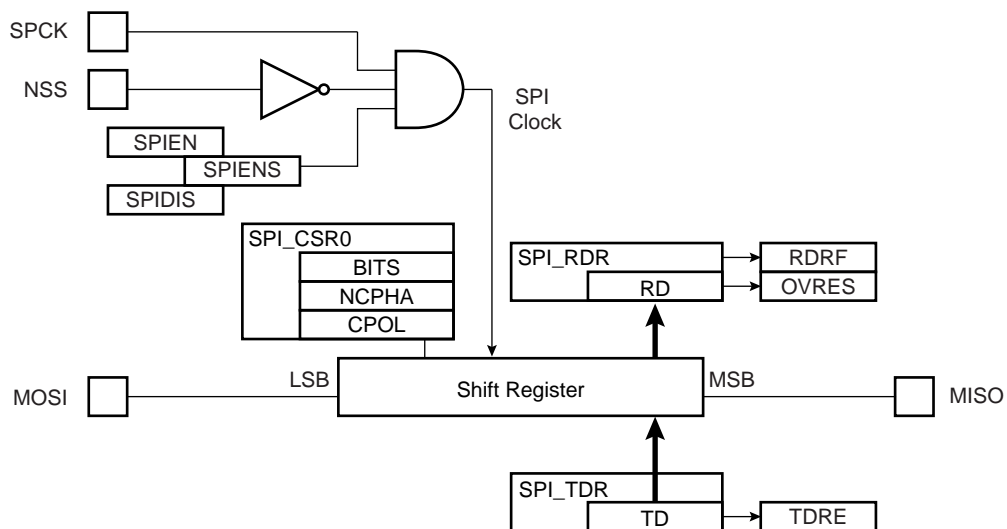 SPCK
NSS
SPI
Clock
SPIEN
SPIENS
SPIDIS
SPI_CSR0
BITS
NCPHA
CPOL
SPI_RDR
RD
RDRF
OVRES
LSB
Shift Register
MSB
MOSI
MISO
SPI_TDR
TD
TDRE